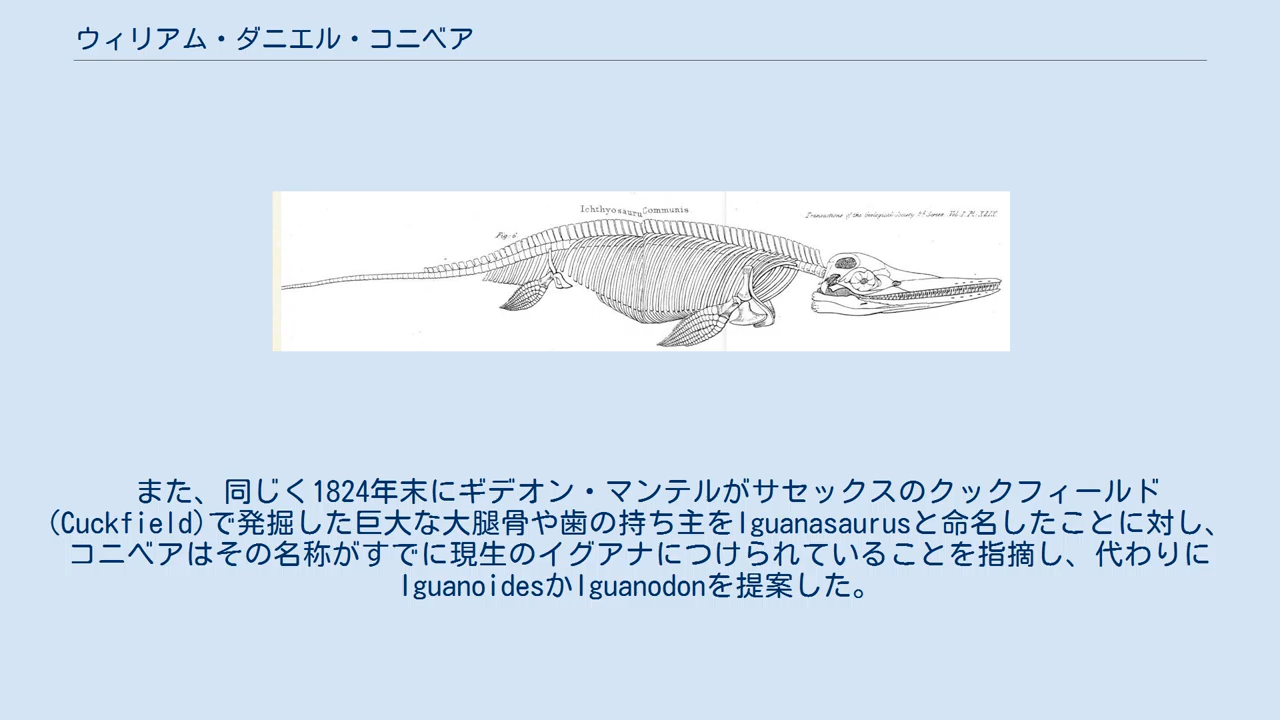 ウィリアム・ダニエル・コニベア
Ichthyosauru Communis.
Transactions of the Geological Society 2d Series. Vol. I. Pl. XLIX.
Fig. 6.
また、同じく1824年末にギデオン・マンテルがサセックスのクックフィールド
(Cuckfield)で発掘した巨大な大腿骨や歯の持ち主をIguanasaurusと命名したことに対し、
コニベアはその名称がすでに現生のイグアナにつけられていることを指摘し、代わりに
IguanoidesかIguanodonを提案した。